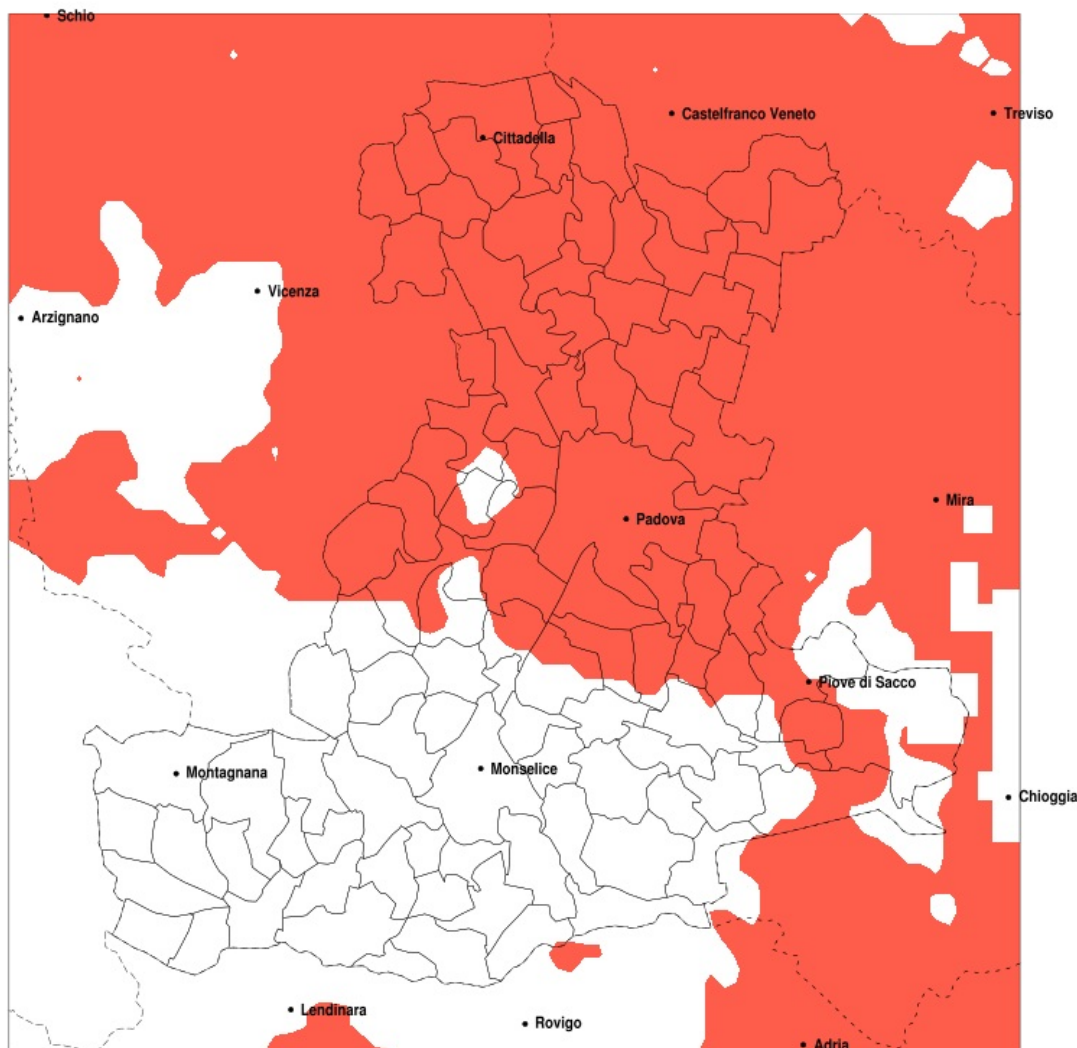 Schio
Castelfranco Veneto
Treviso
Cittadella
Vicenza
Arzignano
Mira
Padova
Piove di Sacco
Monselice
Montagnana
Chioggia
Lendinara
Rovigo
Adria